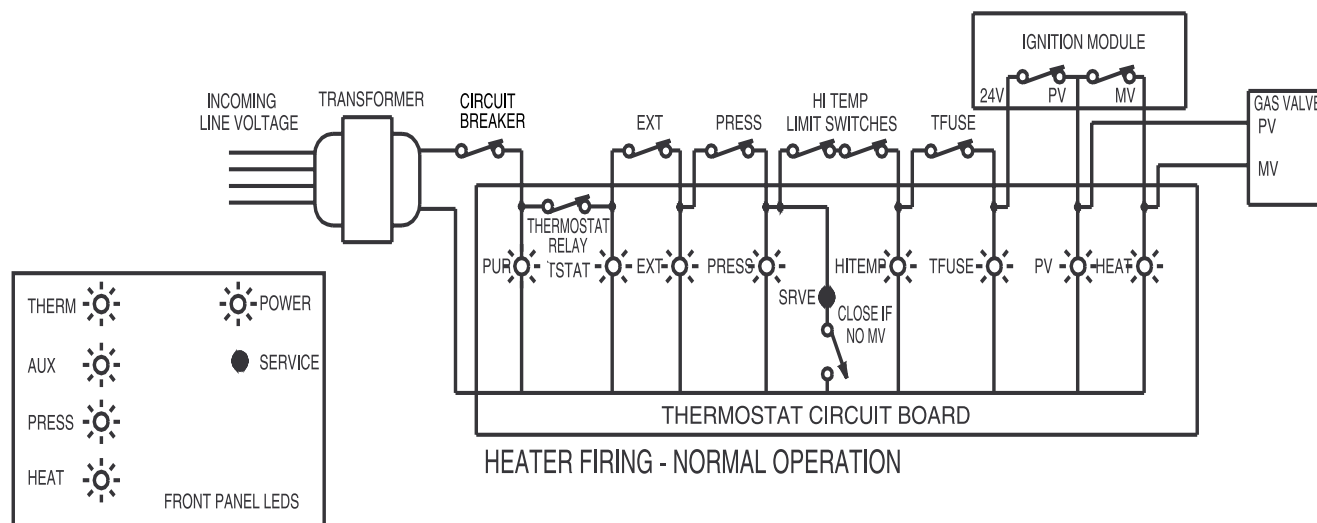 IGNITION MODULE
24V PV MV
GAS VALVE
PV
MV
INCOMING
LINE VOLTAGE
TRANSFORMER
CIRCUIT
BREAKER
EXT
PRESS
HI TEMP
LIMIT SWITCHES
TFUSE
THERMOSTAT
RELAY
PUR
TSTAT
EXT
PRESS
HITEMP
TFUSE
PV
HEAT
SRVE
CLOSE IF
NO MV
THERMOSTAT CIRCUIT BOARD
HEATER FIRING - NORMAL OPERATION
THERM
POWER
AUX
SERVICE
PRESS
HEAT
FRONT PANEL LEDS